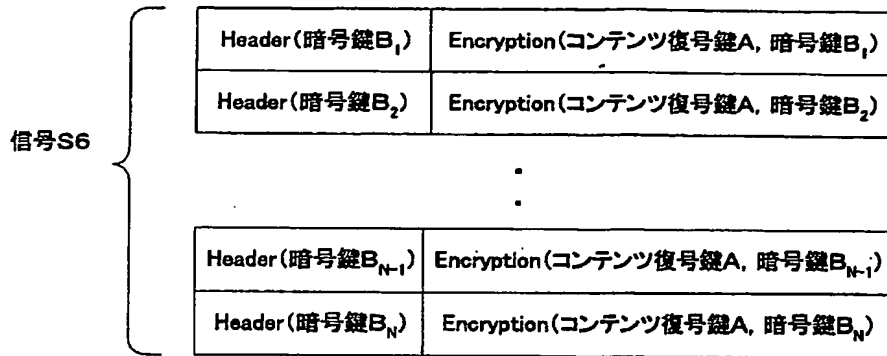 Header(暗号鍵B₁) Encryption(コンテンツ復号鍵A, 暗号鍵B₁)
Header(暗号鍵B₂) Encryption(コンテンツ復号鍵A, 暗号鍵B₂)
信号S6
Header(暗号鍵B_{N-1}) Encryption(コンテンツ復号鍵A, 暗号鍵B_{N-1})
Header(暗号鍵B_N) Encryption(コンテンツ復号鍵A, 暗号鍵B_N)